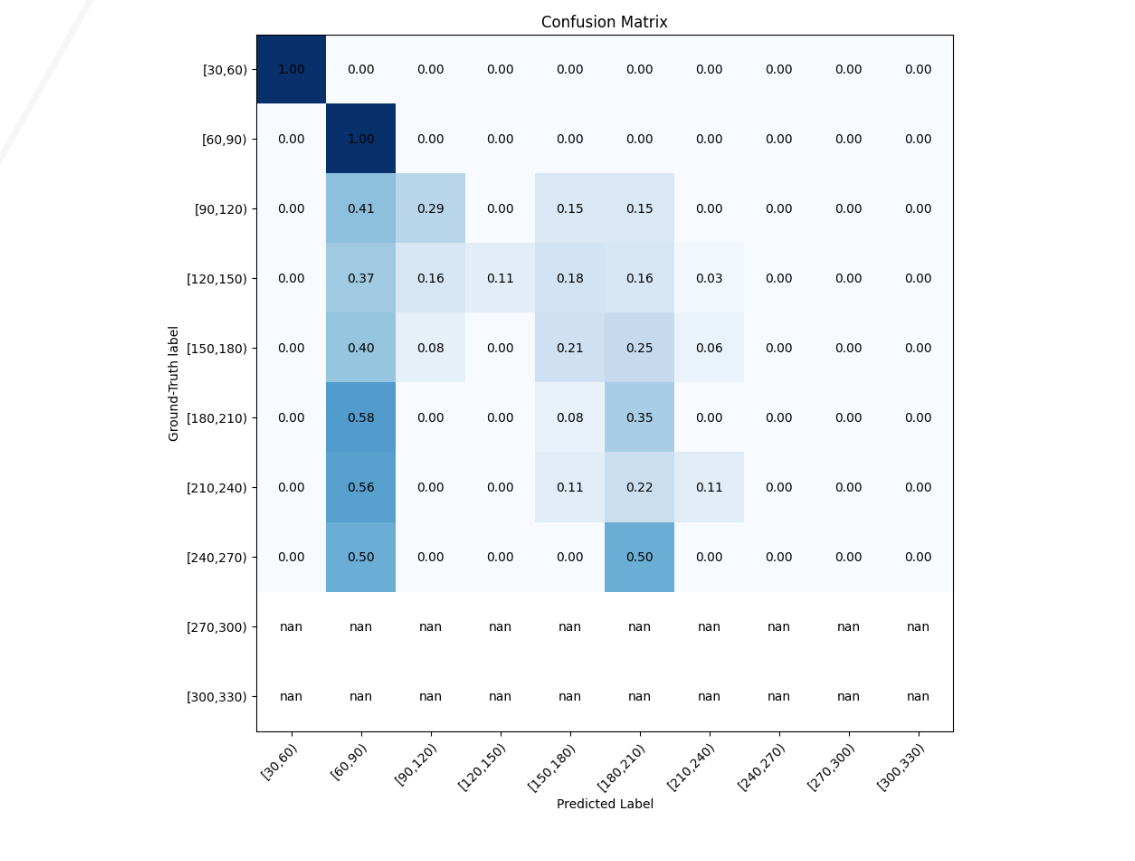 Confusion Matrix
[30,60) 1.00 0.00 0.00 0.00 0.00 0.00 0.00 0.00 0.00 0.00
[60,90) 0.00 1.00 0.00 0.00 0.00 0.00 0.00 0.00 0.00 0.00
[90,120) 0.00 0.41 0.29 0.00 0.15 0.15 0.00 0.00 0.00 0.00
[120,150) 0.00 0.37 0.16 0.11 0.18 0.16 0.03 0.00 0.00 0.00
[150,180) 0.00 0.40 0.08 0.00 0.21 0.25 0.06 0.00 0.00 0.00
[180,210) 0.00 0.58 0.00 0.00 0.08 0.35 0.00 0.00 0.00 0.00
[210,240) 0.00 0.56 0.00 0.00 0.11 0.22 0.11 0.00 0.00 0.00
[240,270) 0.00 0.50 0.00 0.00 0.00 0.50 0.00 0.00 0.00 0.00
[270,300) nan nan nan nan nan nan nan nan nan nan
[300,330) nan nan nan nan nan nan nan nan nan nan
Ground-Truth label
[30,60) [60,90) [90,120) [120,150) [150,180) [180,210) [210,240) [240,270) [270,300) [300,330)
Predicted Label